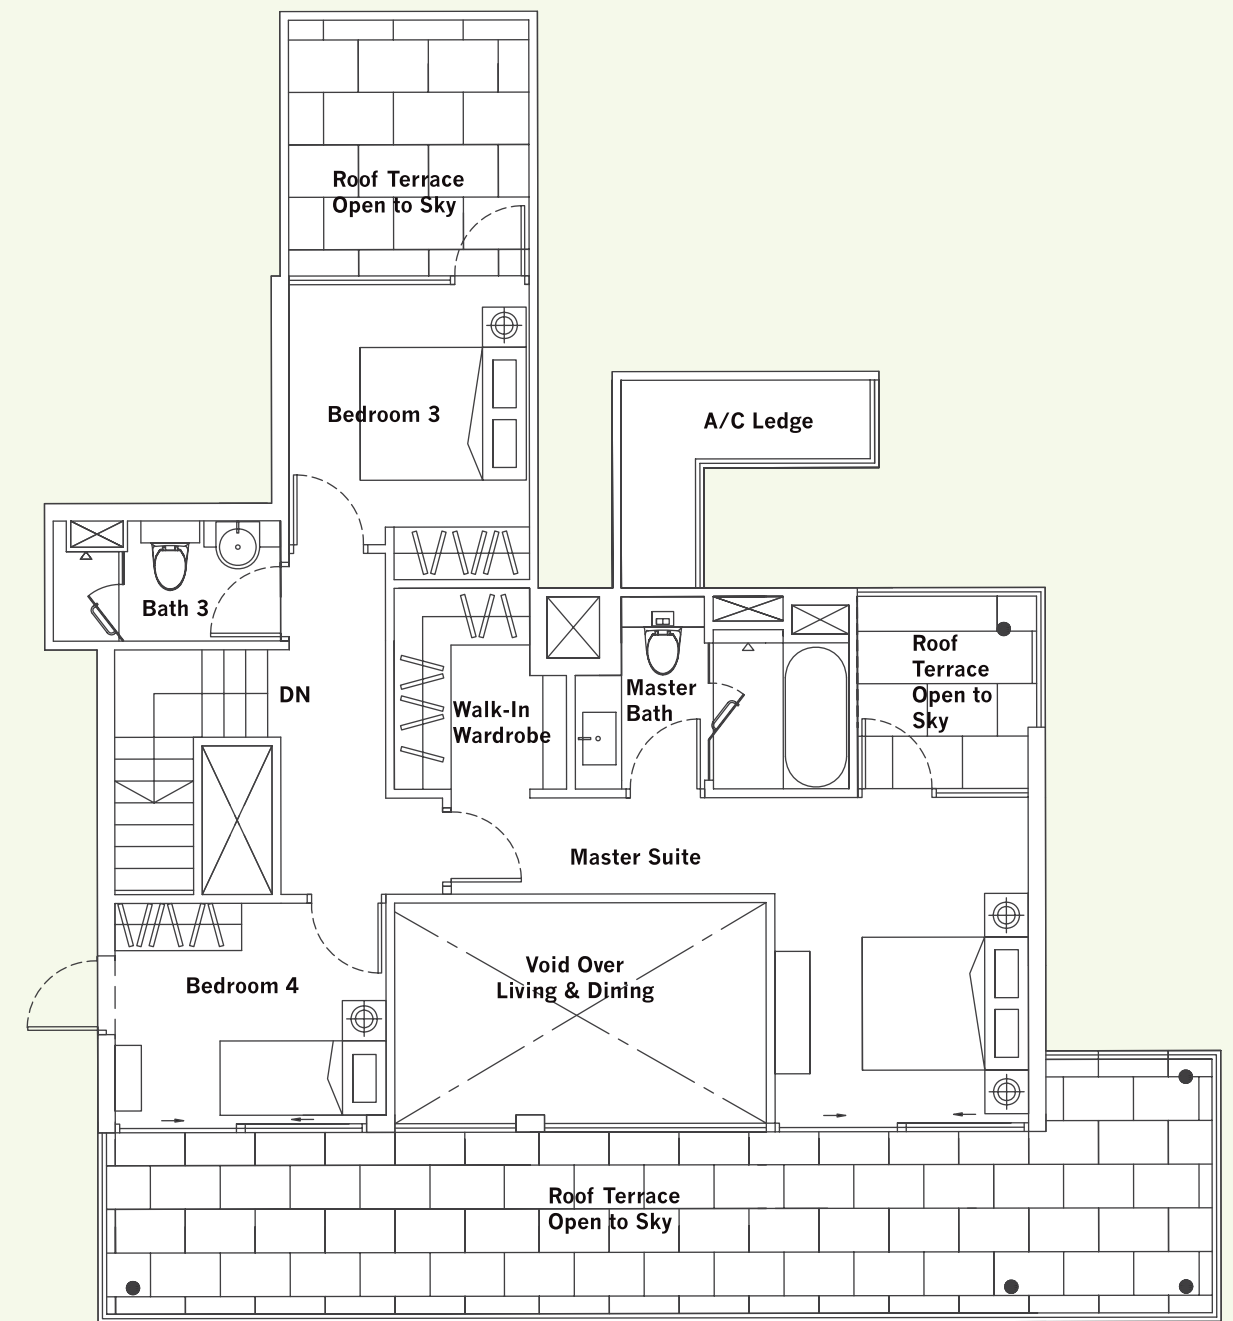 Roof Terrace
Open to Sky
Bedroom 3
A/C Ledge
Bath 3
Roof
Terrace
Open to
Sky
DN
Master
Bath
Walk-In
Wardrobe
Master Suite
Void Over
Living & Dining
Bedroom 4
Roof Terrace
Open to Sky